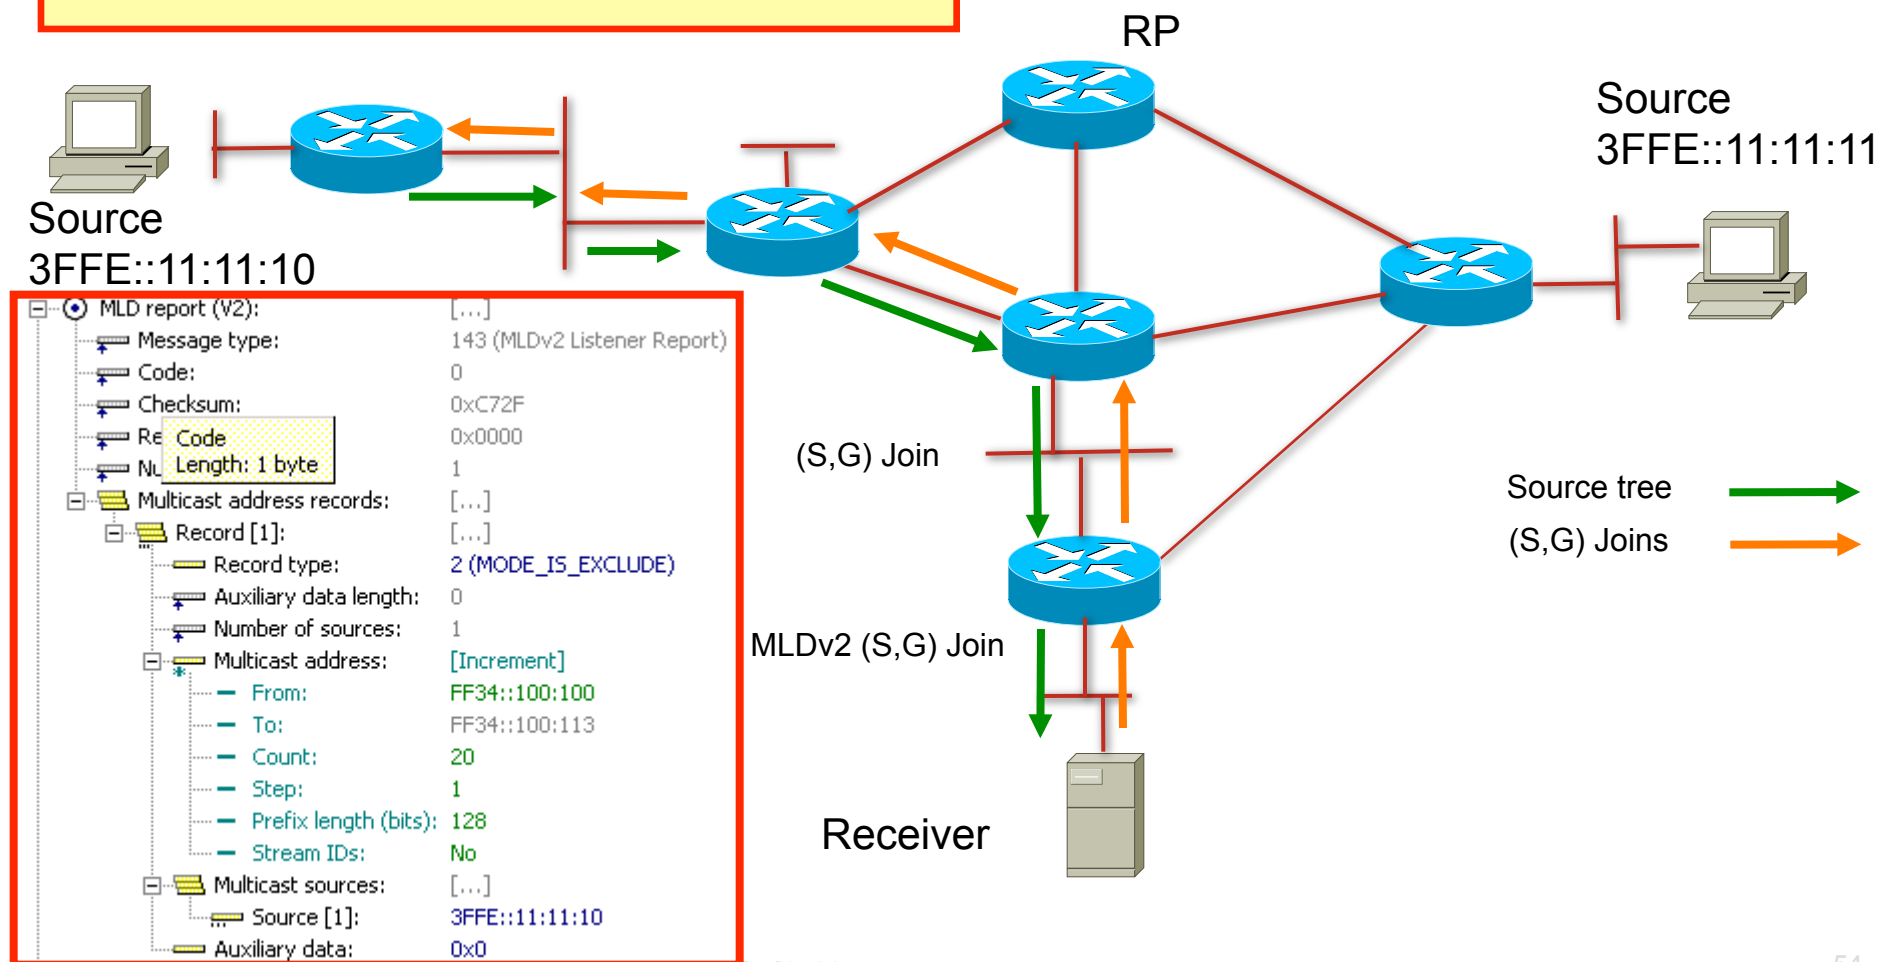 RP
Source
3FFE::11:11:11
Source
3FFE::11:11:10
MLD report (V2): [...]
Message type: 143 (MLDv2 Listener Report)
Code: 0
Checksum: 0xC72F
Re 0x0000
Nu 1
Code
Length: 1 byte
Multicast address records: [...]
Record [1]: [...]
Record type: 2 (MODE_IS_EXCLUDE)
Auxiliary data length: 0
Number of sources: 1
Multicast address: [Increment]
From: FF34::100:100
To: FF34::100:113
Count: 20
Step: 1
Prefix length (bits): 128
Stream IDs: No
Multicast sources: [...]
Source [1]: 3FFE::11:11:10
Auxiliary data: 0x0
(S,G) Join
MLDv2 (S,G) Join
Receiver
Source tree
(S,G) Joins